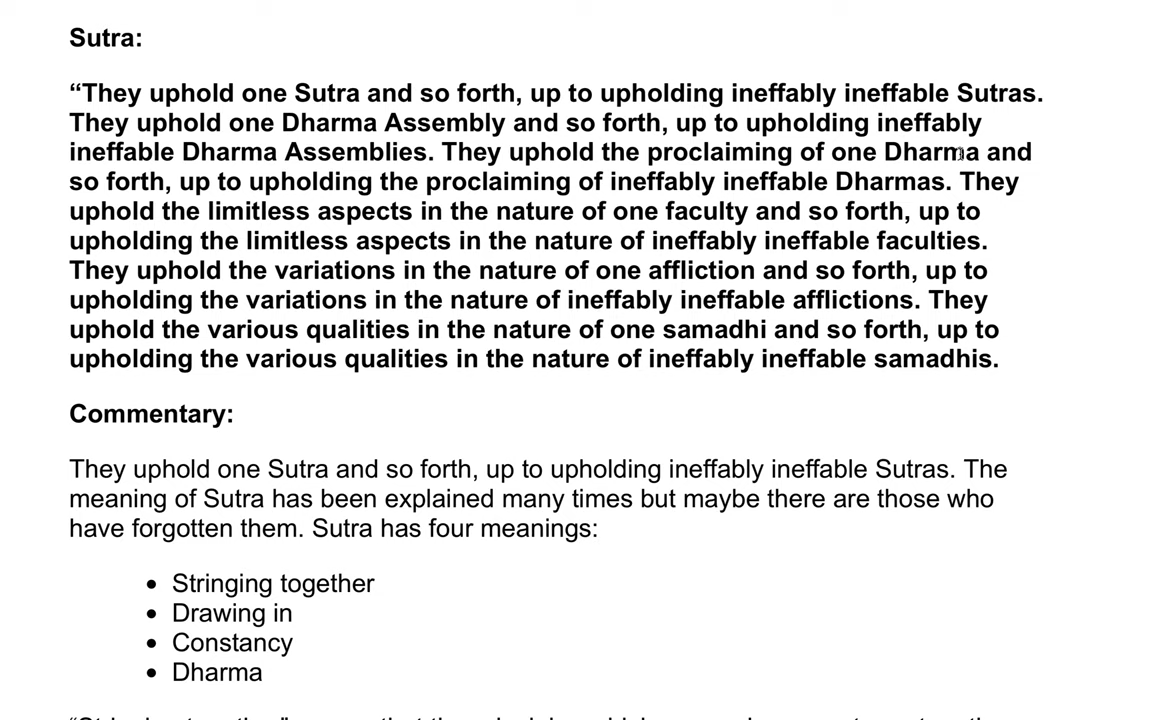 Sutra:
“They uphold one Sutra and so forth, up to upholding ineffably ineffable Sutras.
They uphold one Dharma Assembly and so forth, up to upholding ineffably
ineffable Dharma Assemblies. They uphold the proclaiming of one Dharma and
so forth, up to upholding the proclaiming of ineffably ineffable Dharmas. They
uphold the limitless aspects in the nature of one faculty and so forth, up to
upholding the limitless aspects in the nature of ineffably ineffable faculties.
They uphold the variations in the nature of one affliction and so forth, up to
upholding the variations in the nature of ineffably ineffable afflictions. They
uphold the various qualities in the nature of one samadhi and so forth, up to
upholding the various qualities in the nature of ineffably ineffable samadhis.
Commentary:
They uphold one Sutra and so forth, up to upholding ineffably ineffable Sutras. The
meaning of Sutra has been explained many times but maybe there are those who
have forgotten them. Sutra has four meanings:
• Stringing together
• Drawing in
• Constancy
• Dharma